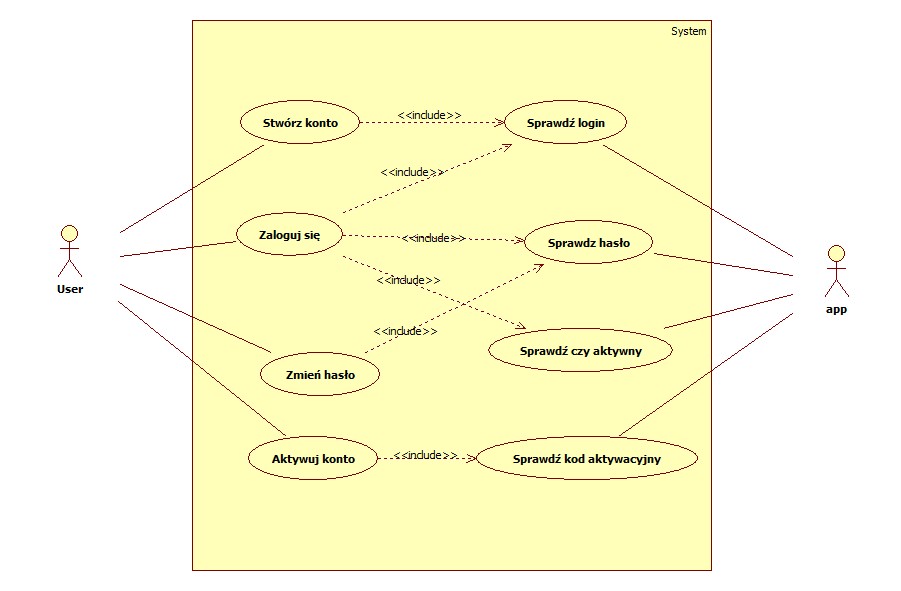 System
<<include>>
Stwórz konto
Sprawdź login
<<include>>
Zaloguj się
<<include>>
Sprawdz hasło
User
<<include>>
app
<<include>>
Sprawdź czy aktywny
Zmień hasło
<<include>>
Aktywuj konto
Sprawdź kod aktywacyjny